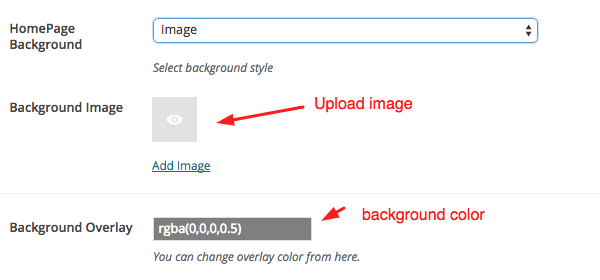 HomePage Background
Image
Select background style
Background Image
Upload image
Add Image
Background Overlay
rgba(0,0,0,0.5)
background color
You can change overlay color from here.